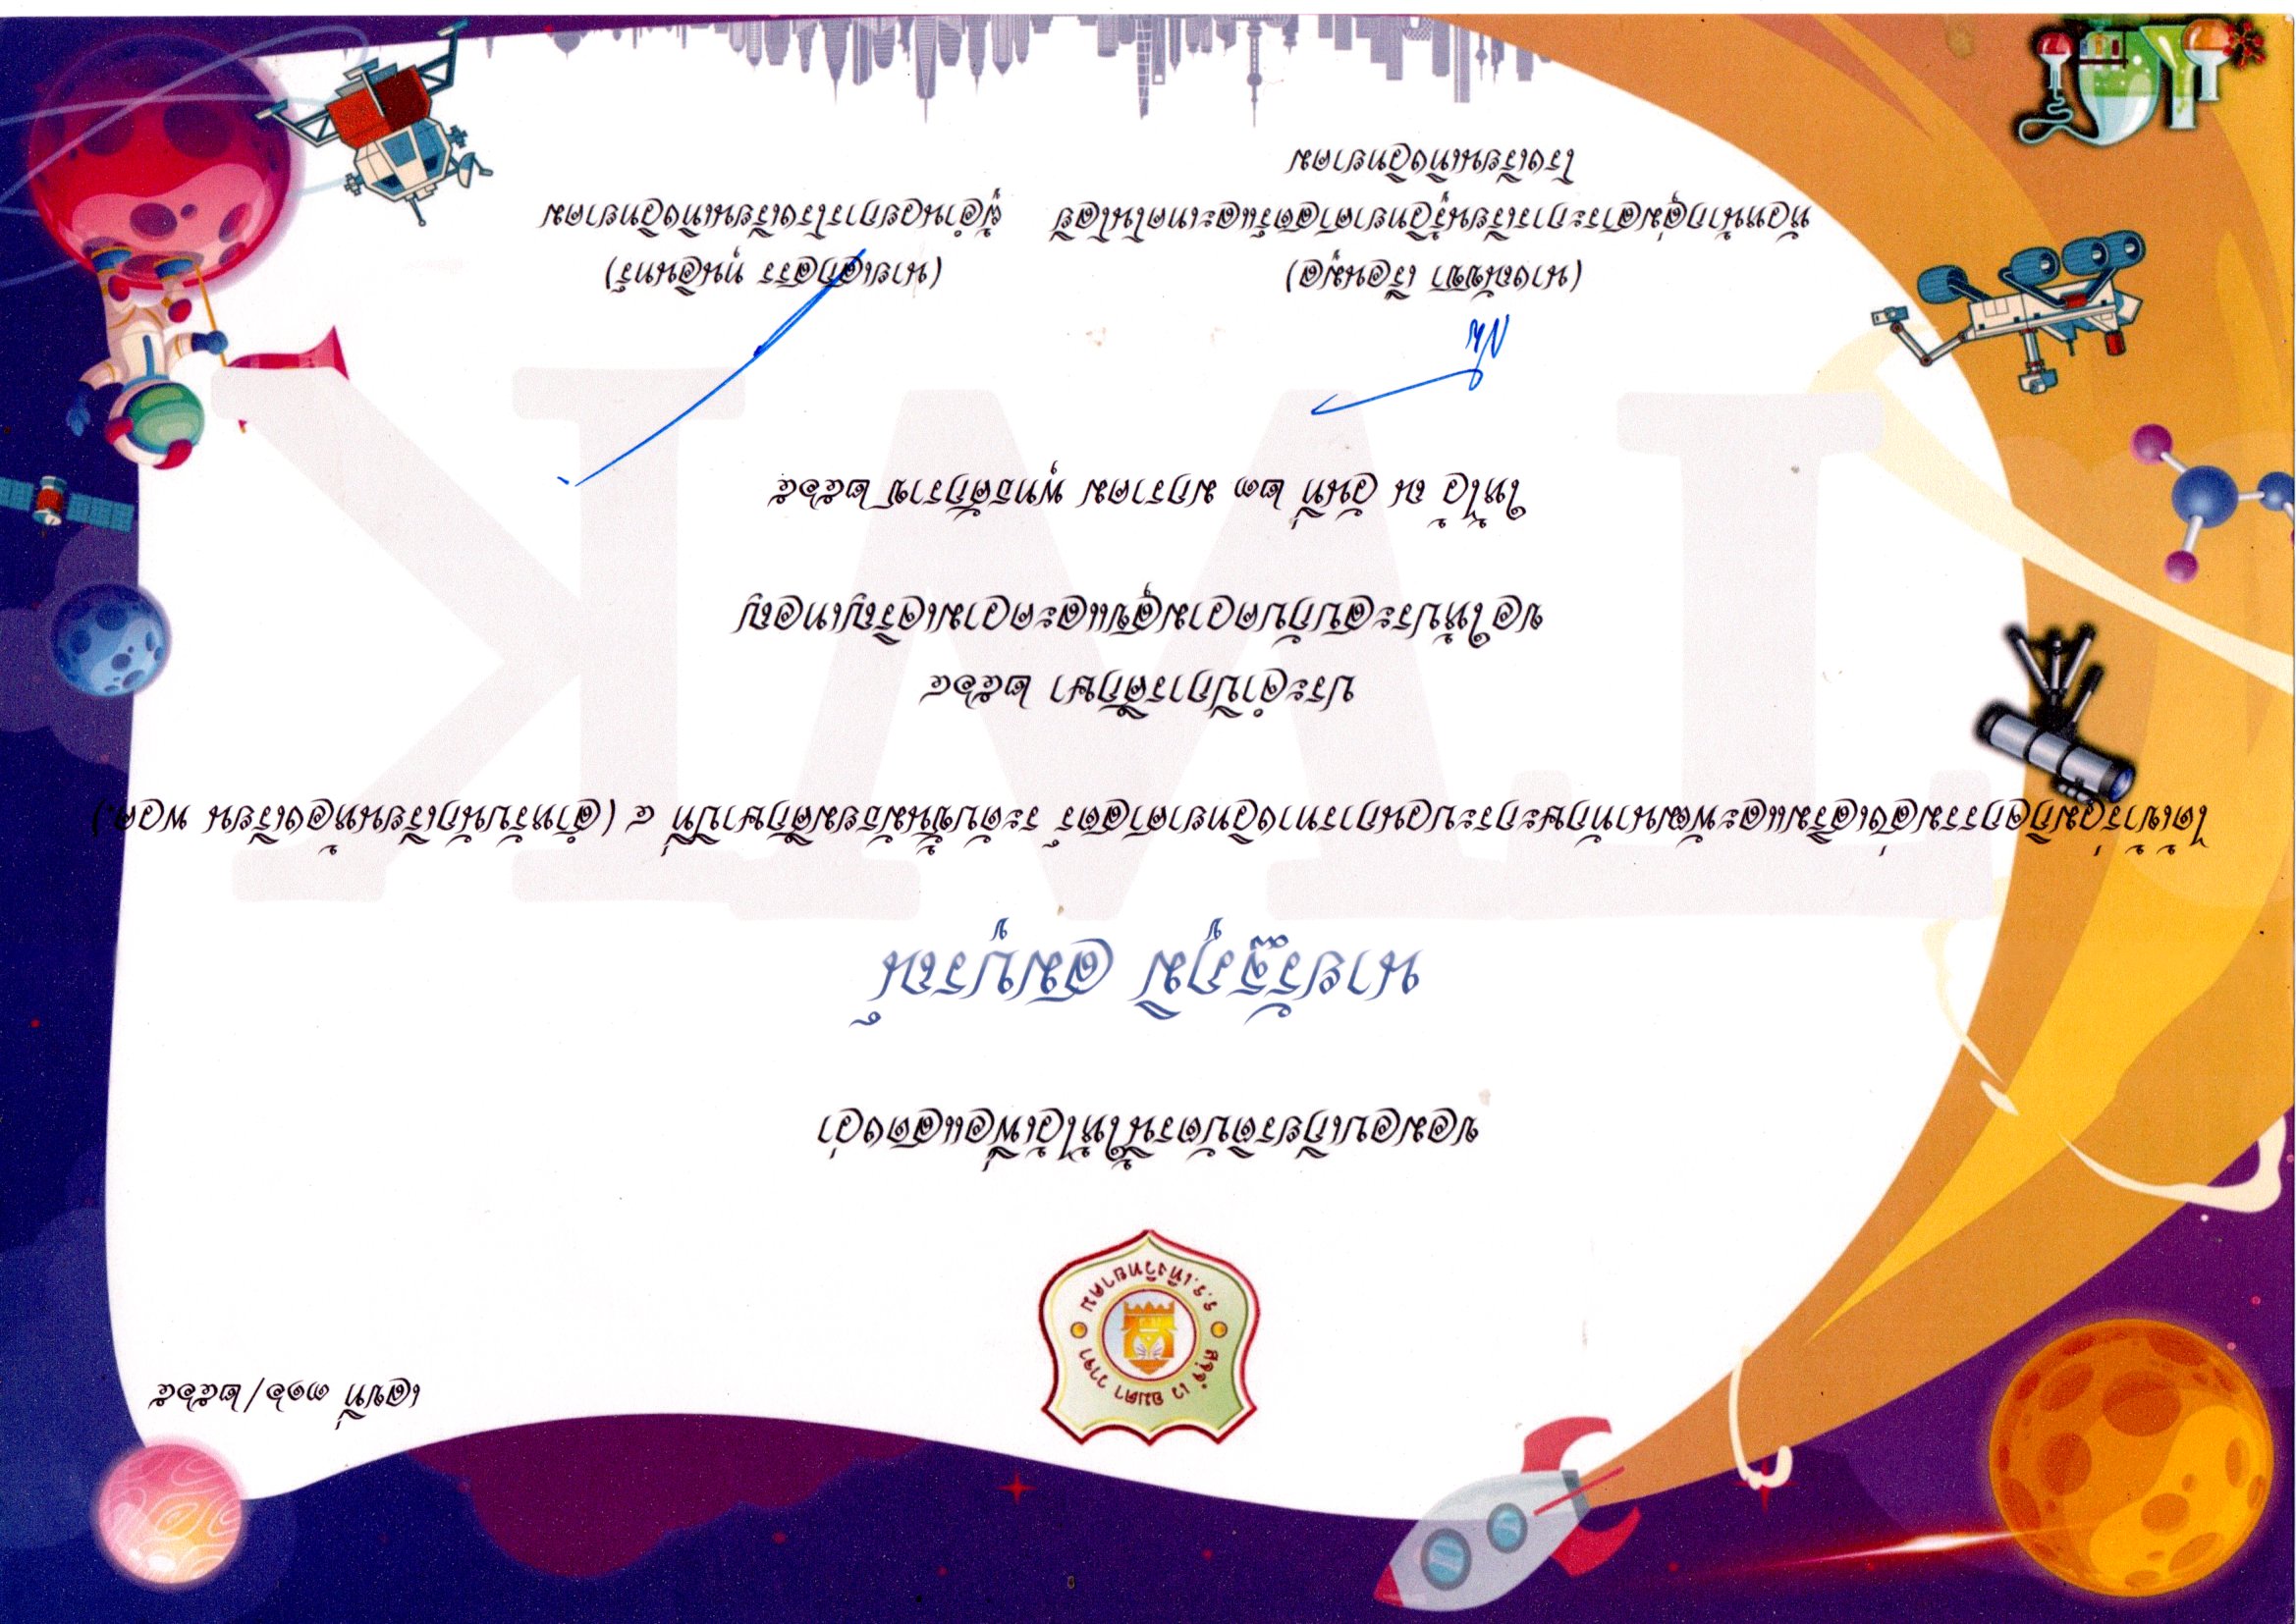 สจฺจํ เว อมตา วาจา
ร.ร.เทิงวิทยาคม
เลขที่ ๓๑๖/๒๕๖๕
ขอมอบเกียรติบัตรนี้ให้ไว้เพื่อแสดงว่า
นายรัฐภูมิ สมบูรณ์
TWK
ได้เข้าร่วมกิจกรรมส่งเสริมและพัฒนาทักษะกระบวนการทางวิทยาศาสตร์ ระดับชั้นมัธยมศึกษาปีที่ ๔ (สำหรับนักเรียนห้องเรียน พวค.)
ประจำปีการศึกษา ๒๕๖๔
ขอให้ประสบกับความสุขและความเจริญเทอญ
ให้ไว้ ณ วันที่ ๒๓ มกราคม พุทธศักราช ๒๕๖๕
(นางณัชชา เรือนมูล)
(นายเสกสรร ทุนอินทร์)
หัวหน้ากลุ่มสาระการเรียนรู้วิทยาศาสตร์และเทคโนโลยี
ผู้อำนวยการโรงเรียนเทิงวิทยาคม
โรงเรียนเทิงวิทยาคม